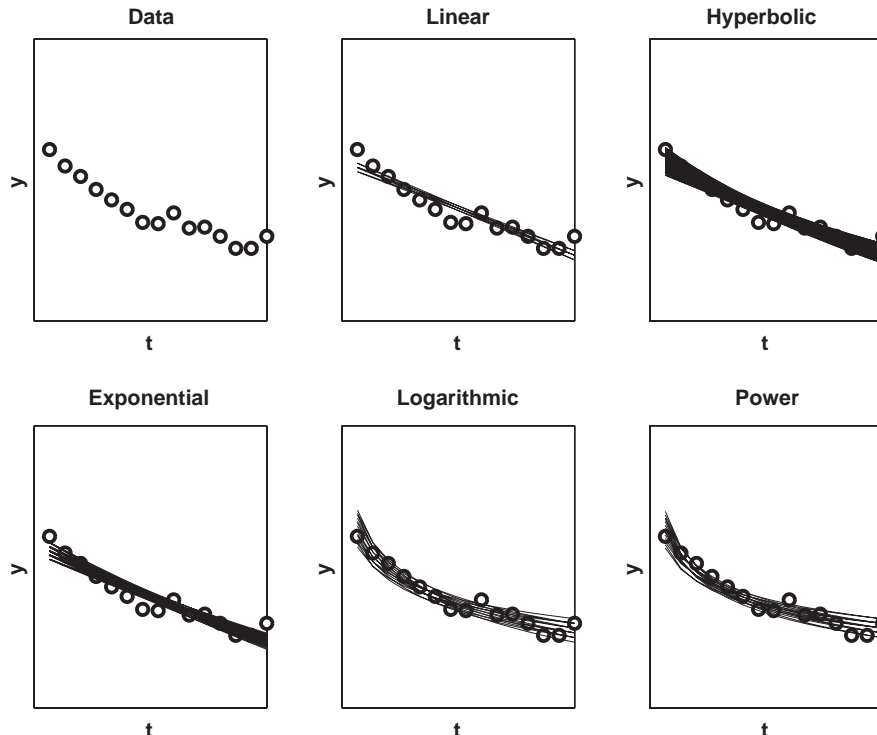 Data
Linear
Hyperbolic
y
y
y
t
t
t
Exponential
Logarithmic
Power
y
y
y
t
t
t